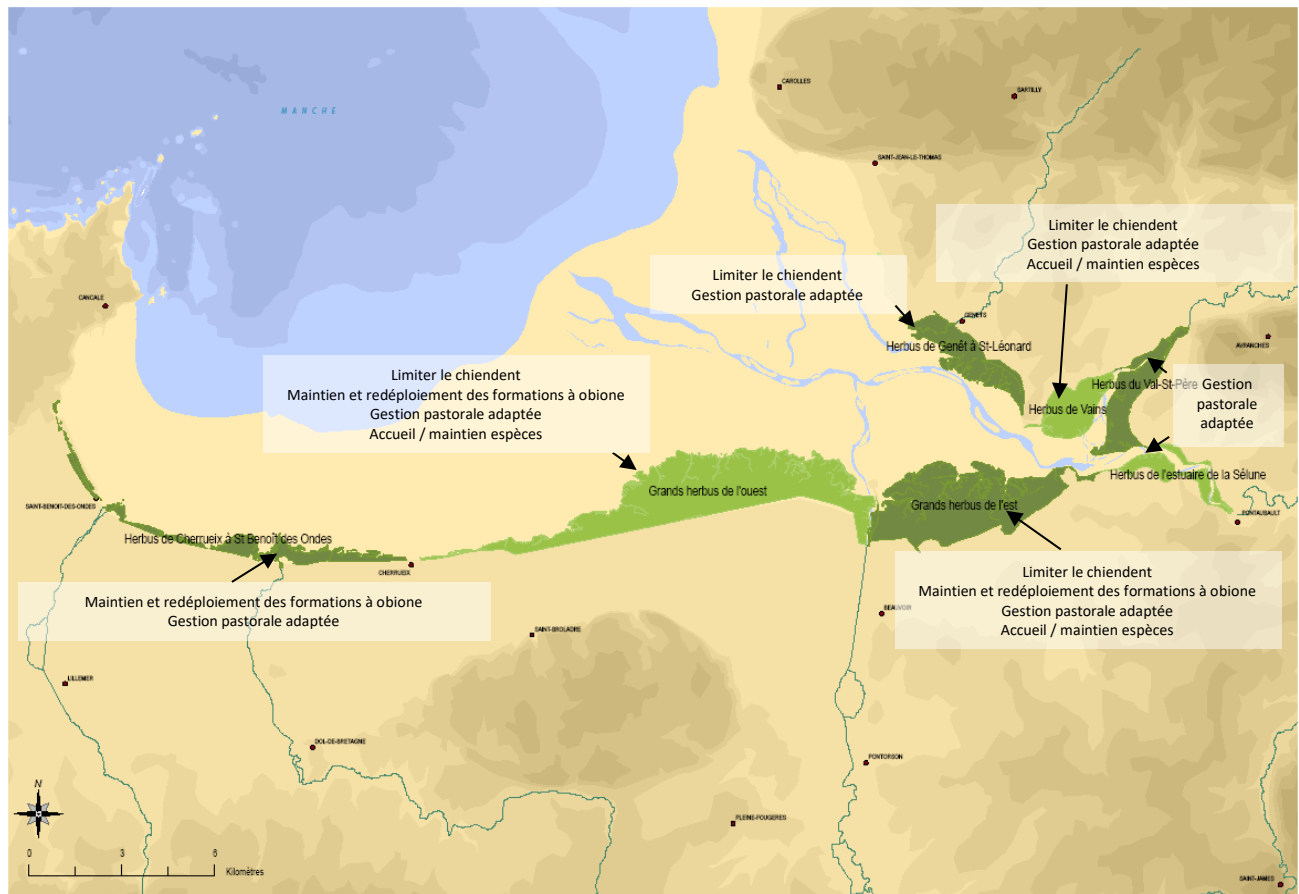 MANCHE
CAROLLES
SARTILLY
SAINT-JEAN-LE-THOMAS
Limiter le chiendent
Gestion pastorale adaptée
Accueil / maintien espèces
Limiter le chiendent
Gestion pastorale adaptée
CANCALE
GENETS
Herbus de Genêt à St-Léonard
AVRANCHES
Limiter le chiendent
Maintien et redéploiement des formations à obione
Gestion pastorale adaptée
Accueil / maintien espèces
Herbus du Val-St-Père
Gestion
pastorale
adaptée
Herbus de Vains
Herbus de l'estuaire de la Sélune
Grands herbus de l'ouest
Grands herbus de l'est
SAINT-BENOIT-DES-ONDES
PONTAUBAULT
Herbus de Cherrueix à St Benoît des Ondes
CHERRUEIX
Limiter le chiendent
Maintien et redéploiement des formations à obione
Gestion pastorale adaptée
Accueil / maintien espèces
Maintien et redéploiement des formations à obione
Gestion pastorale adaptée
BEAUVOIR
SAINT-BROLADRE
LILLEMER
DOL-DE-BRETAGNE
PONTORSON
N
PLEINE-FOUGERES
0 3 6
Kilomètres
SAINT-JAMES